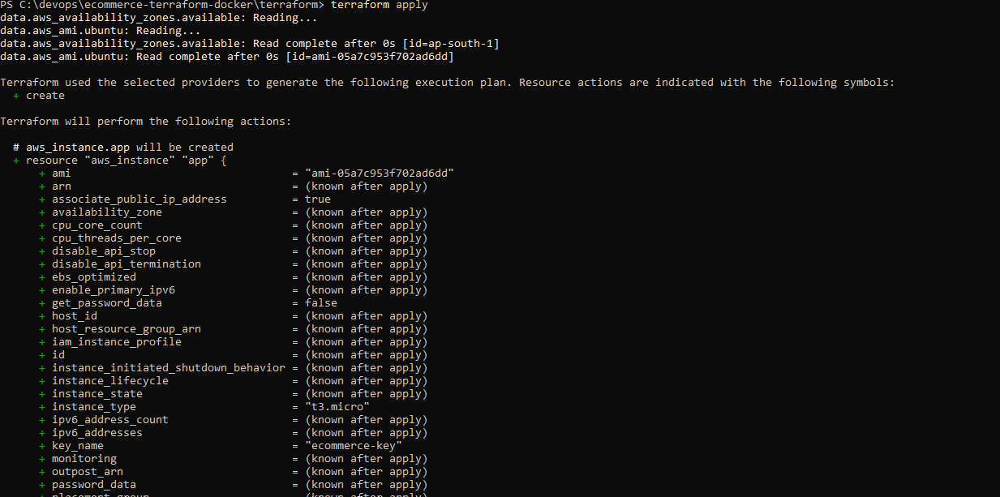 PS C:\devops\ecommerce-terraform-docker\terraform> terraform apply
data.aws_availability_zones.available: Reading...
data.aws_ami.ubuntu: Reading...
data.aws_availability_zones.available: Read complete after 0s [id=ap-south-1]
data.aws_ami.ubuntu: Read complete after 0s [id=ami-05a7c953f702ad6dd]

Terraform used the selected providers to generate the following execution plan. Resource actions are indicated with the following symbols:
  + create

Terraform will perform the following actions:

  # aws_instance.app will be created
  + resource "aws_instance" "app" {
      + ami                                  = "ami-05a7c953f702ad6dd"
      + arn                                  = (known after apply)
      + associate_public_ip_address          = true
      + availability_zone                    = (known after apply)
      + cpu_core_count                       = (known after apply)
      + cpu_threads_per_core                 = (known after apply)
      + disable_api_stop                     = (known after apply)
      + disable_api_termination              = (known after apply)
      + ebs_optimized                        = (known after apply)
      + enable_primary_ipv6                  = (known after apply)
      + get_password_data                    = false
      + host_id                              = (known after apply)
      + host_resource_group_arn              = (known after apply)
      + iam_instance_profile                 = (known after apply)
      + id                                   = (known after apply)
      + instance_initiated_shutdown_behavior = (known after apply)
      + instance_lifecycle                   = (known after apply)
      + instance_state                       = (known after apply)
      + instance_type                        = "t3.micro"
      + ipv6_address_count                   = (known after apply)
      + ipv6_addresses                       = (known after apply)
      + key_name                             = "ecommerce-key"
      + monitoring                           = (known after apply)
      + outpost_arn                          = (known after apply)
      + password_data                        = (known after apply)
      + placement_group                      = (known after apply)